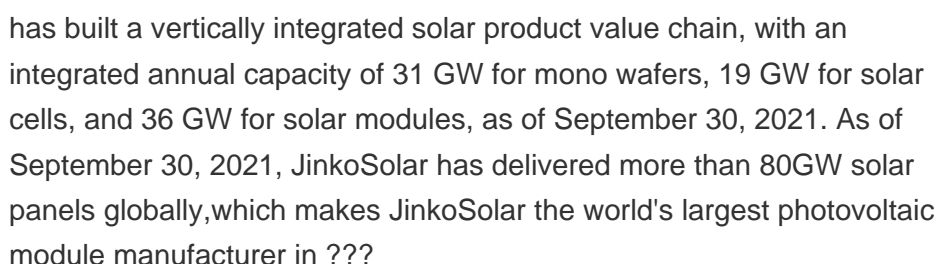 has built a vertically integrated solar product value chain, with an
integrated annual capacity of 31 GW for mono wafers, 19 GW for solar
cells, and 36 GW for solar modules, as of September 30, 2021. As of
September 30, 2021, JinkoSolar has delivered more than 80GW solar
panels globally,which makes JinkoSolar the world's largest photovoltaic
module manufacturer in ???